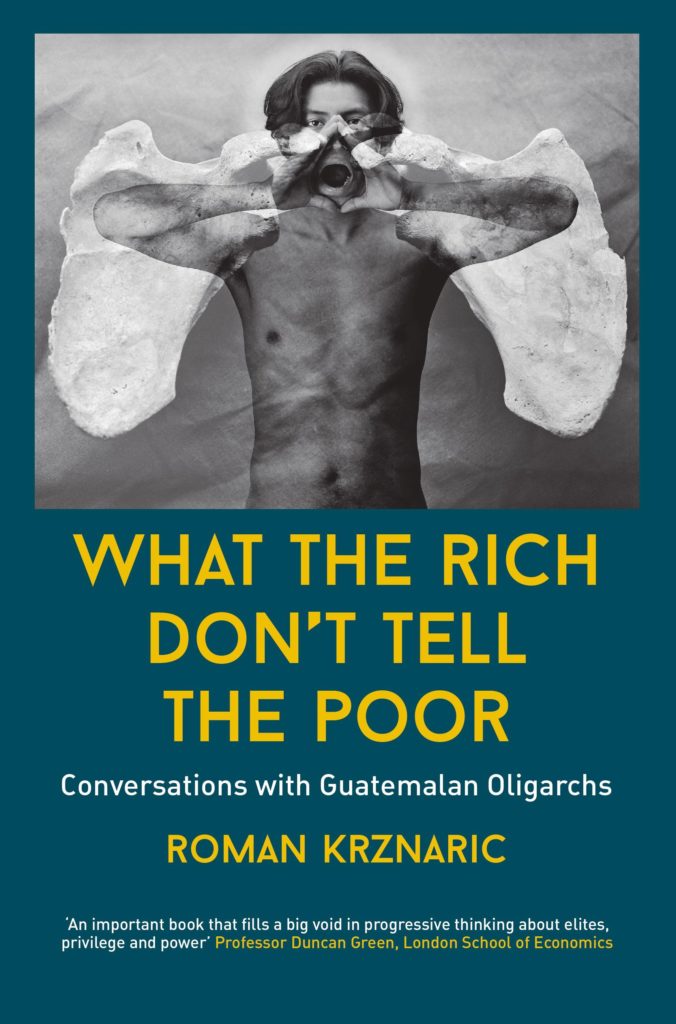 WHAT THE RICH
DON’T TELL
THE POOR
Conversations with Guatemalan Oligarchs
ROMAN KRZNARIC
‘An important book that fills a big void in progressive thinking about elites,
privilege and power’ Professor Duncan Green, London School of Economics